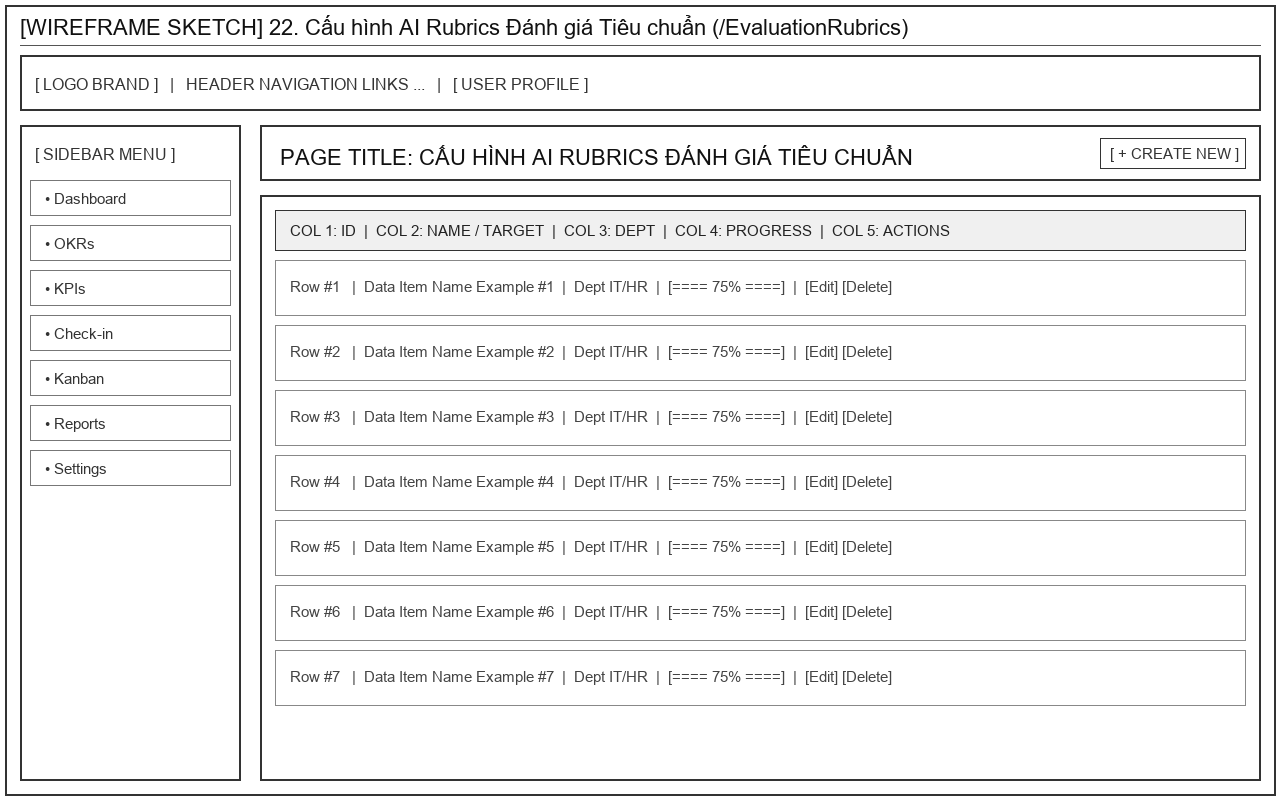 [WIREFRAME SKETCH] 22. Cấu hình AI Rubrics Đánh giá Tiêu chuẩn (/EvaluationRubrics)
[ LOGO BRAND ] | HEADER NAVIGATION LINKS ... | [ USER PROFILE ]
[ SIDEBAR MENU ]
• Dashboard
• OKRs
• KPIs
• Check-in
• Kanban
• Reports
• Settings
PAGE TITLE: CẤU HÌNH AI RUBRICS ĐÁNH GIÁ TIÊU CHUẨN
[ + CREATE NEW ]
COL 1: ID | COL 2: NAME / TARGET | COL 3: DEPT | COL 4: PROGRESS | COL 5: ACTIONS
Row #1 | Data Item Name Example #1 | Dept IT/HR | [==== 75% ====] | [Edit] [Delete]
Row #2 | Data Item Name Example #2 | Dept IT/HR | [==== 75% ====] | [Edit] [Delete]
Row #3 | Data Item Name Example #3 | Dept IT/HR | [==== 75% ====] | [Edit] [Delete]
Row #4 | Data Item Name Example #4 | Dept IT/HR | [==== 75% ====] | [Edit] [Delete]
Row #5 | Data Item Name Example #5 | Dept IT/HR | [==== 75% ====] | [Edit] [Delete]
Row #6 | Data Item Name Example #6 | Dept IT/HR | [==== 75% ====] | [Edit] [Delete]
Row #7 | Data Item Name Example #7 | Dept IT/HR | [==== 75% ====] | [Edit] [Delete]